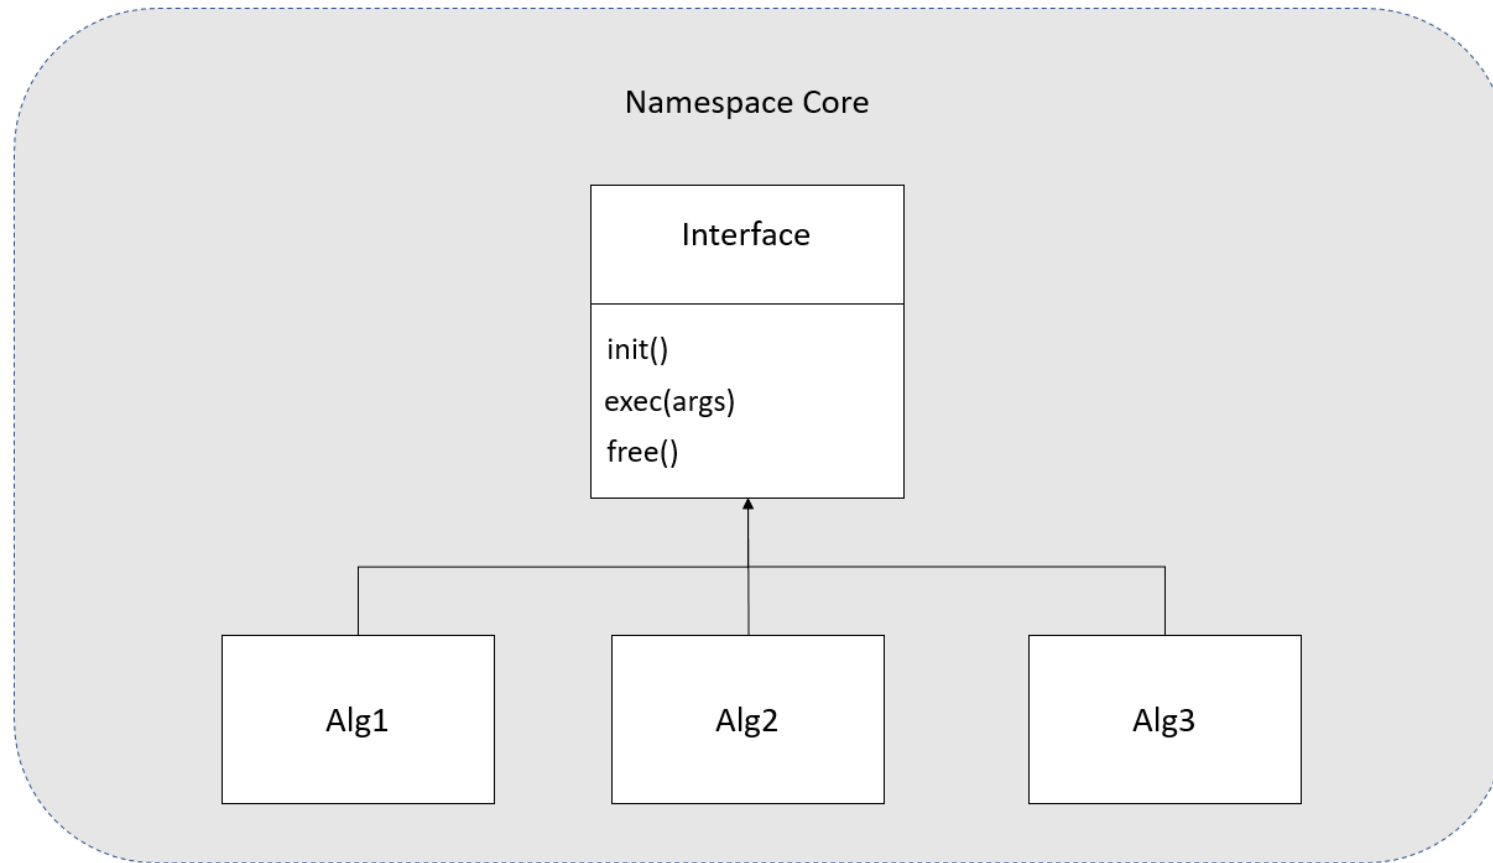 Namespace Core
Interface
init()
exec(args)
free()
Alg1
Alg2
Alg3